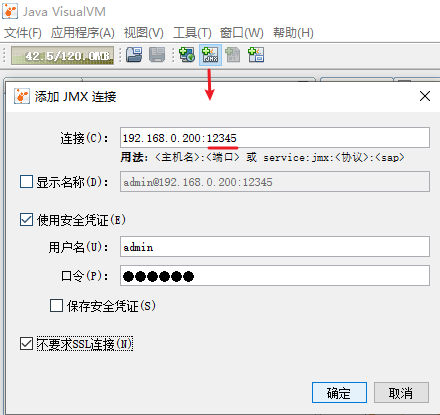 Java VisualVM
文件(F) 应用程序(A) 视图(V) 工具(T) 窗口(W) 帮助(H)
42.5/120.0MB
添加 JMX 连接
连接(C): 192.168.0.200:12345
用法: <主机名>:<端口> 或 service:jmx:<协议>:<sap>
显示名称(D): admin@192.168.0.200:12345
使用安全凭证(E)
用户名(U): admin
口令(P): ●●●●●●
保存安全凭证(S)
不要求SSL连接(N)
确定 取消